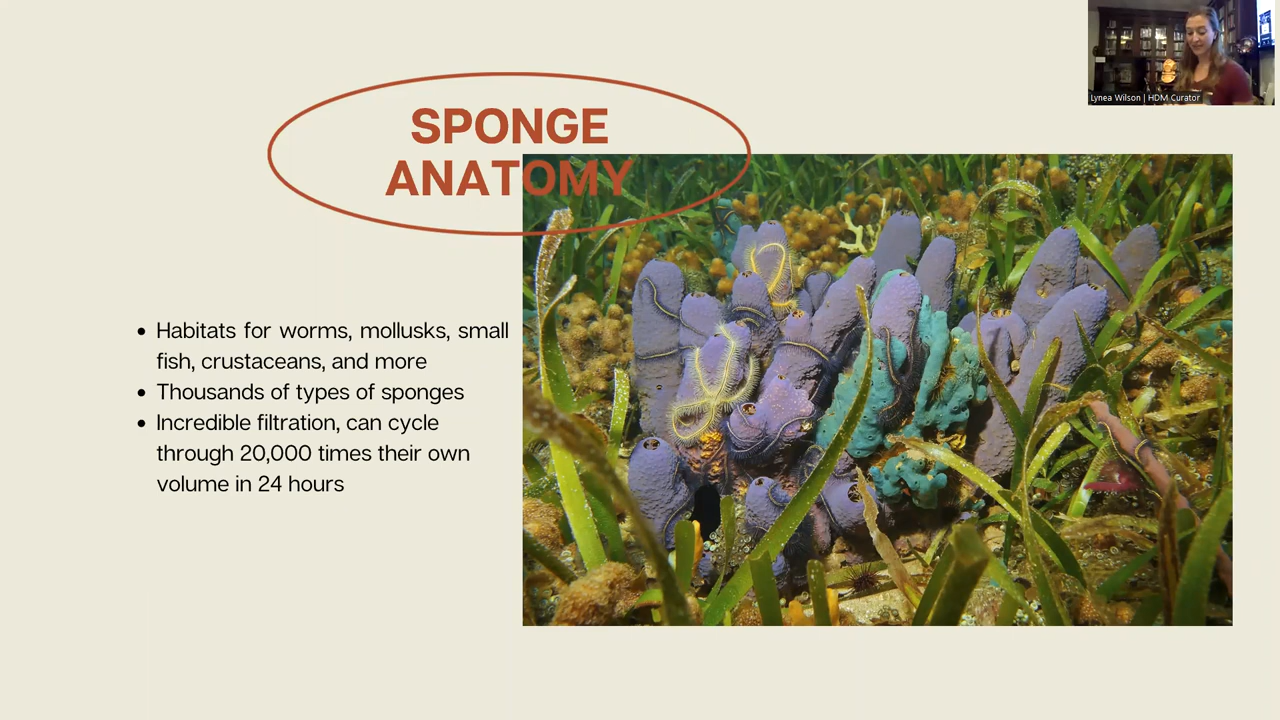 SPONGE
ANATOMY
• Habitats for worms, mollusks, small
fish, crustaceans, and more
• Thousands of types of sponges
• Incredible filtration, can cycle
through 20,000 times their own
volume in 24 hours
Lynea Wilson | HDM Curator